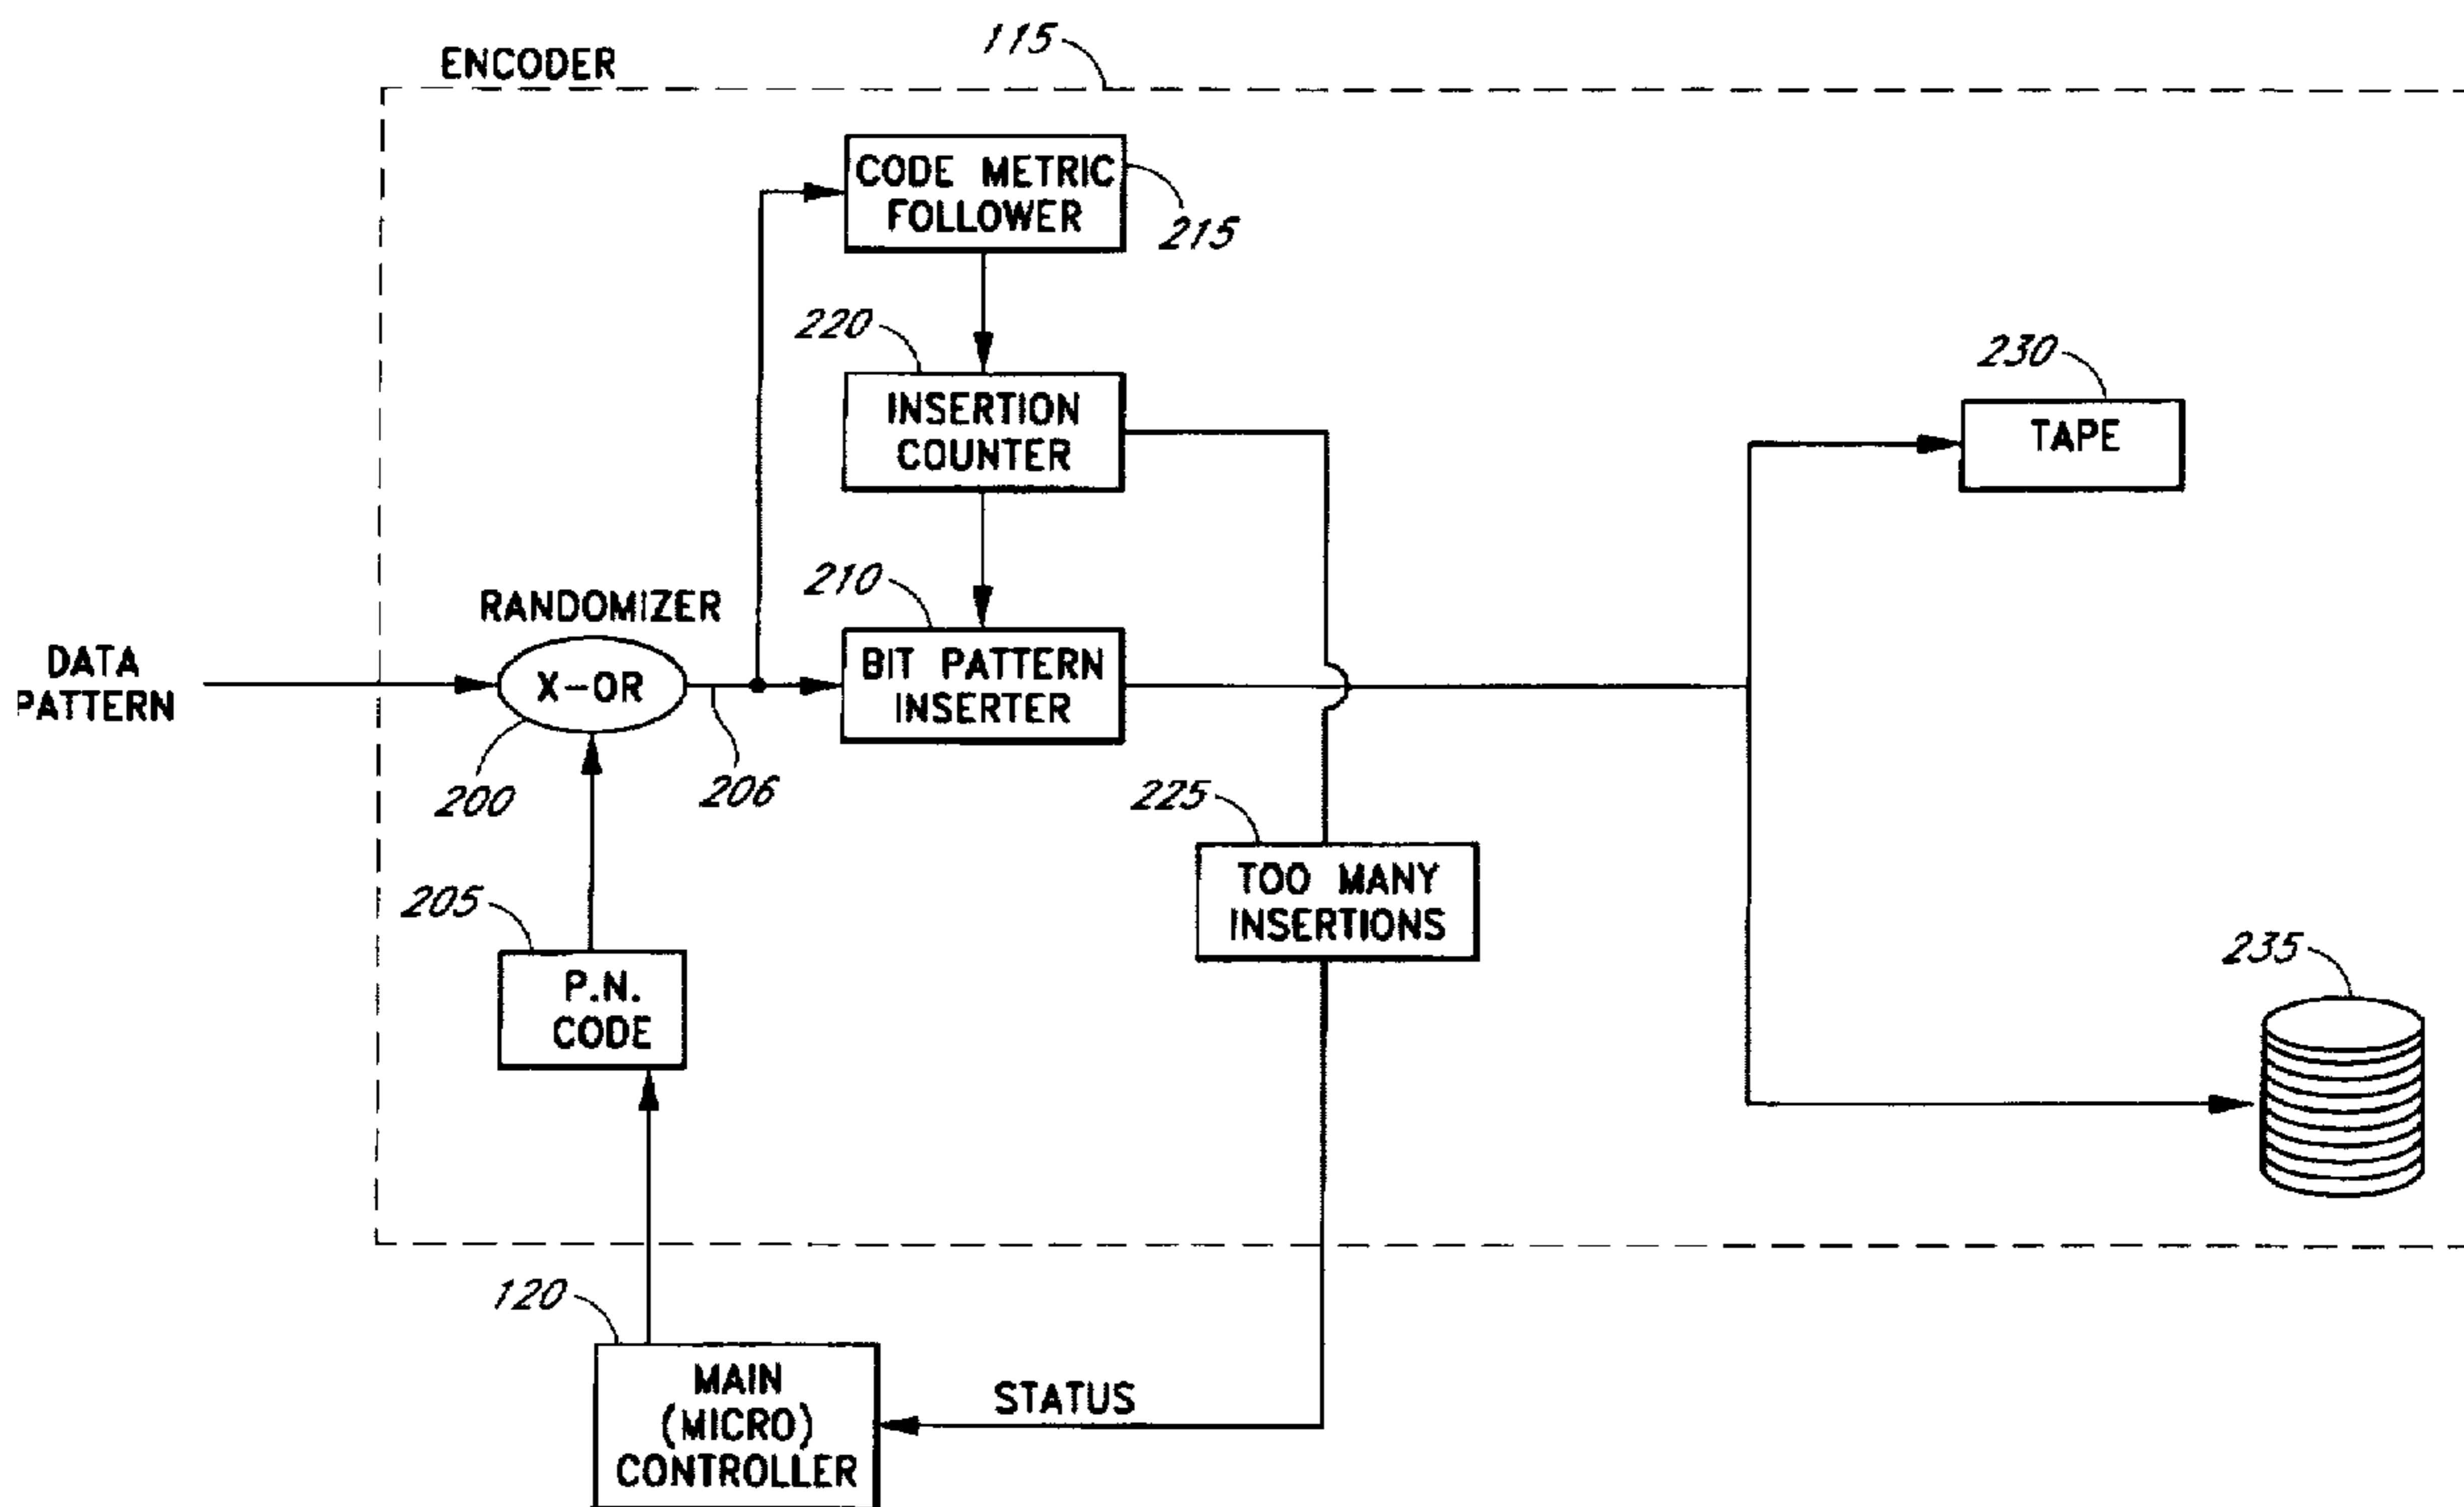 115
ENCODER
CODE METRIC
FOLLOWER
215
220
INSERTION
COUNTER
230
TAPE
210
RANDOMIZER
BIT PATTERN
INSERTER
DATA
PATTERN
X-OR
200
206
225
TOO MANY
INSERTIONS
205
P.N.
CODE
235
120
MAIN
(MICRO)
CONTROLLER
STATUS